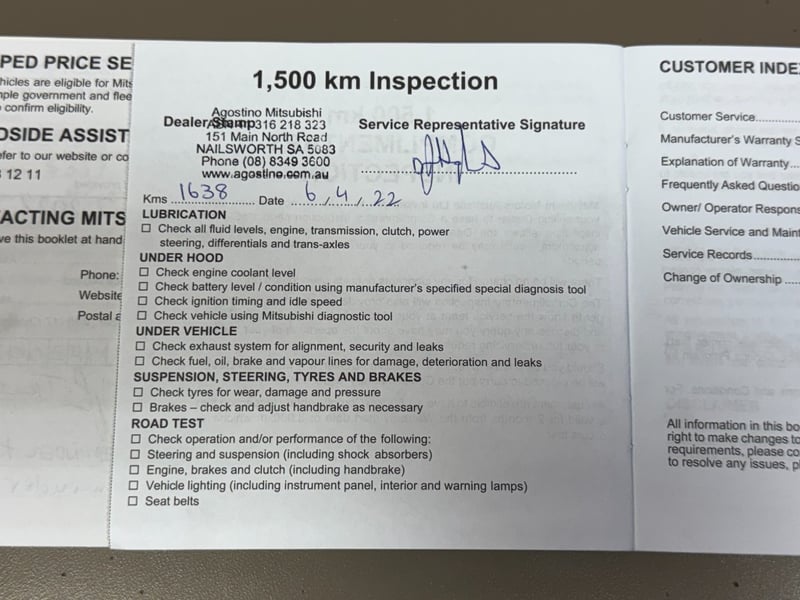 PED PRICE SE
hicles are eligible for Mits
ple government and flee
confirm eligibility.
DSIDE ASSIST
efer to our website or co
12 11
ACTING MITS
ve this booklet at hand
Phone:
Website
Postal a
1,500 km Inspection
Agostino Mitsubishi
Dealer Stamp 316 218 323
151 Main North Road
NAILSWORTH SA 5083
Phone (08) 8349 3600
www.agostino.com.au
Service Representative Signature
Kms 1638 Date 6/4/22
LUBRICATION
☐ Check all fluid levels, engine, transmission, clutch, power
steering, differentials and trans-axles
UNDER HOOD
☐ Check engine coolant level
☐ Check battery level / condition using manufacturer's specified special diagnosis tool
☐ Check ignition timing and idle speed
☐ Check vehicle using Mitsubishi diagnostic tool
UNDER VEHICLE
☐ Check exhaust system for alignment, security and leaks
☐ Check fuel, oil, brake and vapour lines for damage, deterioration and leaks
SUSPENSION, STEERING, TYRES AND BRAKES
☐ Check tyres for wear, damage and pressure
☐ Brakes – check and adjust handbrake as necessary
ROAD TEST
☐ Check operation and/or performance of the following:
☐ Steering and suspension (including shock absorbers)
☐ Engine, brakes and clutch (including handbrake)
☐ Vehicle lighting (including instrument panel, interior and warning lamps)
☐ Seat belts
CUSTOMER INDE
Customer Service
Manufacturer's Warranty S
Explanation of Warranty
Frequently Asked Questio
Owner/ Operator Respons
Vehicle Service and Maint
Service Records
Change of Ownership
All information in this bo
right to make changes to
requirements, please co
to resolve any issues, pl